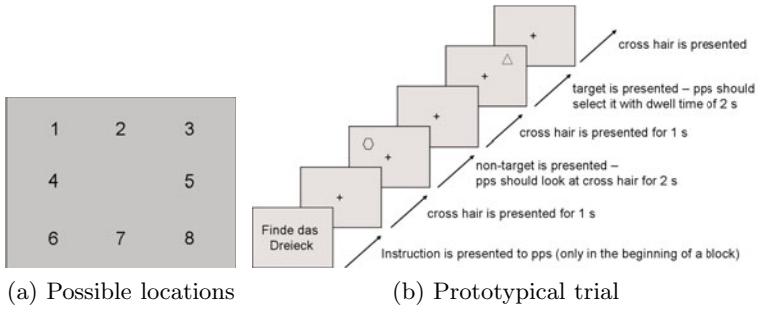 1 2 3
4 5
6 7 8
(a) Possible locations
cross hair is presented
target is presented – pps should
select it with dwell time of 2 s
cross hair is presented for 1 s
non-target is presented –
pps should look at cross hair for 2 s
cross hair is presented for 1 s
Finde das
Dreieck
Instruction is presented to pps (only in the beginning of a block)
(b) Prototypical trial